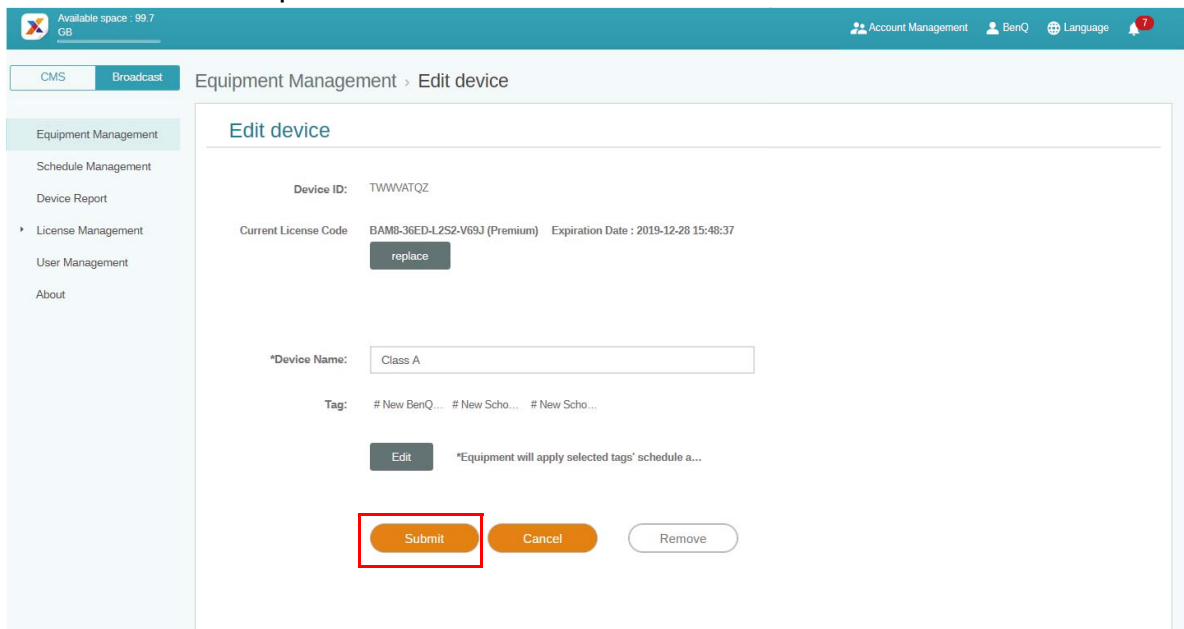 Available space : 99.7
GB
Account Management BenQ Language 7
CMS Broadcast
Equipment Management › Edit device
Equipment Management
Schedule Management
Device Report
License Management
User Management
About
Edit device
Device ID: TWWVATQZ
Current License Code BAM8-36ED-L2S2-V69J (Premium) Expiration Date : 2019-12-28 15:48:37
replace
*Device Name: Class A
Tag: # New BenQ... # New Scho... # New Scho...
Edit *Equipment will apply selected tags' schedule a...
Submit Cancel Remove